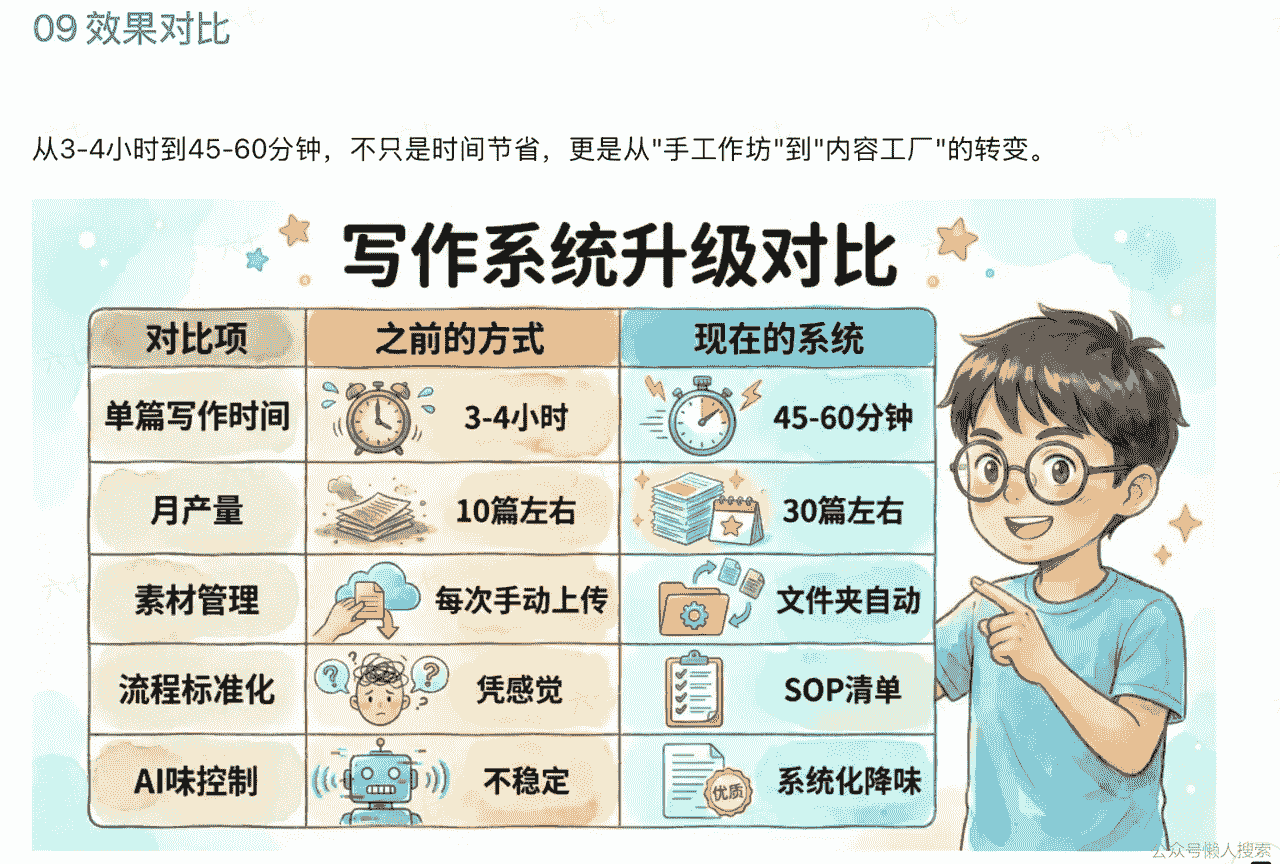 09 效果对比
从3-4小时到45-60分钟，不只是时间节省，更是从"手工作坊"到"内容工厂"的转变。
写作系统升级对比
对比项 之前的方式 现在的系统
单篇写作时间 3-4小时 45-60分钟
月产量 10篇左右 30篇左右
素材管理 每次手动上传 文件夹自动
流程标准化 凭感觉 SOP清单
AI味控制 不稳定 优质 系统化降味
公众号懒人搜索